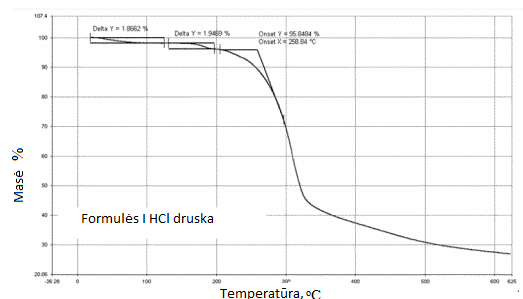 107.4
Delta Y = 1.8662 %
Delta Y = 1.9469 %
Onset Y = 95.8484 %
Onset X = 258.84 °C
100
90
80
70
60
50
40
30
20.86
Masė %
Formulės I HCl druska
-36.28 0 100 200 300 400 500 600 625
Temperatūra, °C